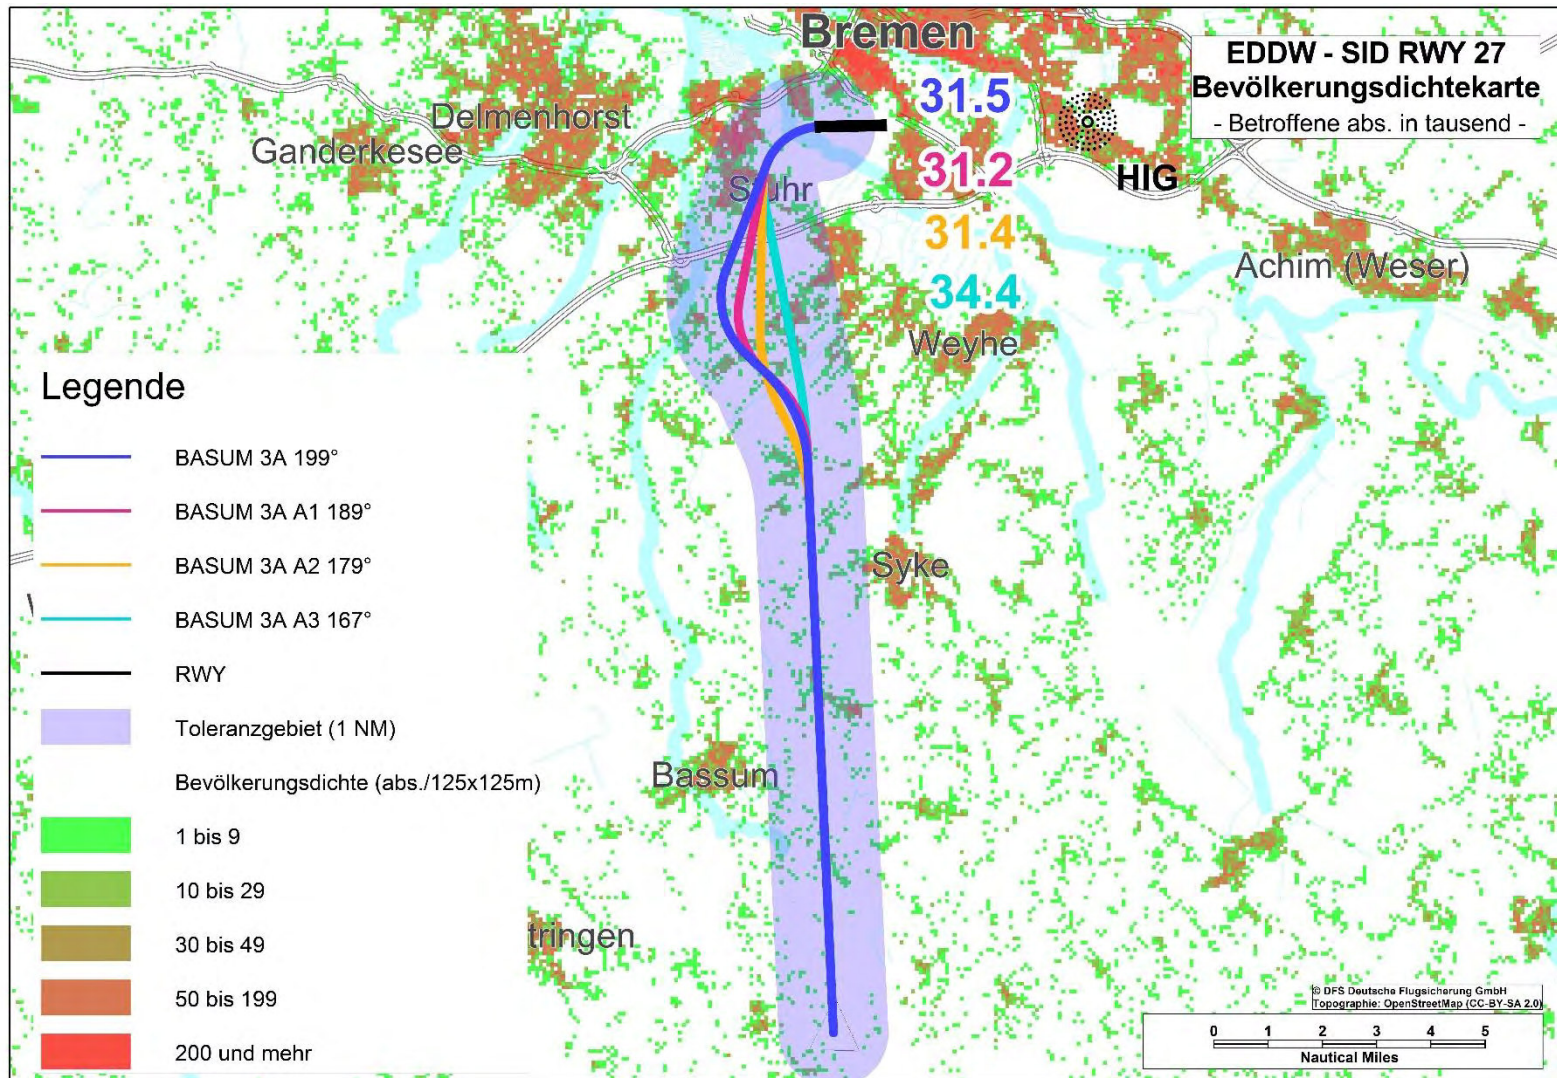 Bremen
EDDW - SID RWY 27
Bevölkerungsdichtekarte
- Betroffene abs. in tausend -
31.5
Delmenhorst
Ganderkesee
31.2
HIG
Stuhr
31.4
Achim (Weser)
34.4
Weyhe
Legende
BASUM 3A 199°
BASUM 3A A1 189°
BASUM 3A A2 179°
BASUM 3A A3 167°
RWY
Toleranzgebiet (1 NM)
Bevölkerungsdichte (abs./125x125m)
1 bis 9
10 bis 29
30 bis 49
50 bis 199
200 und mehr
Syke
Bassum
tringen
© DFS Deutsche Flugsicherung GmbH
Topographie: OpenStreetMap (CC-BY-SA 2.0)
0 1 2 3 4 5
Nautical Miles